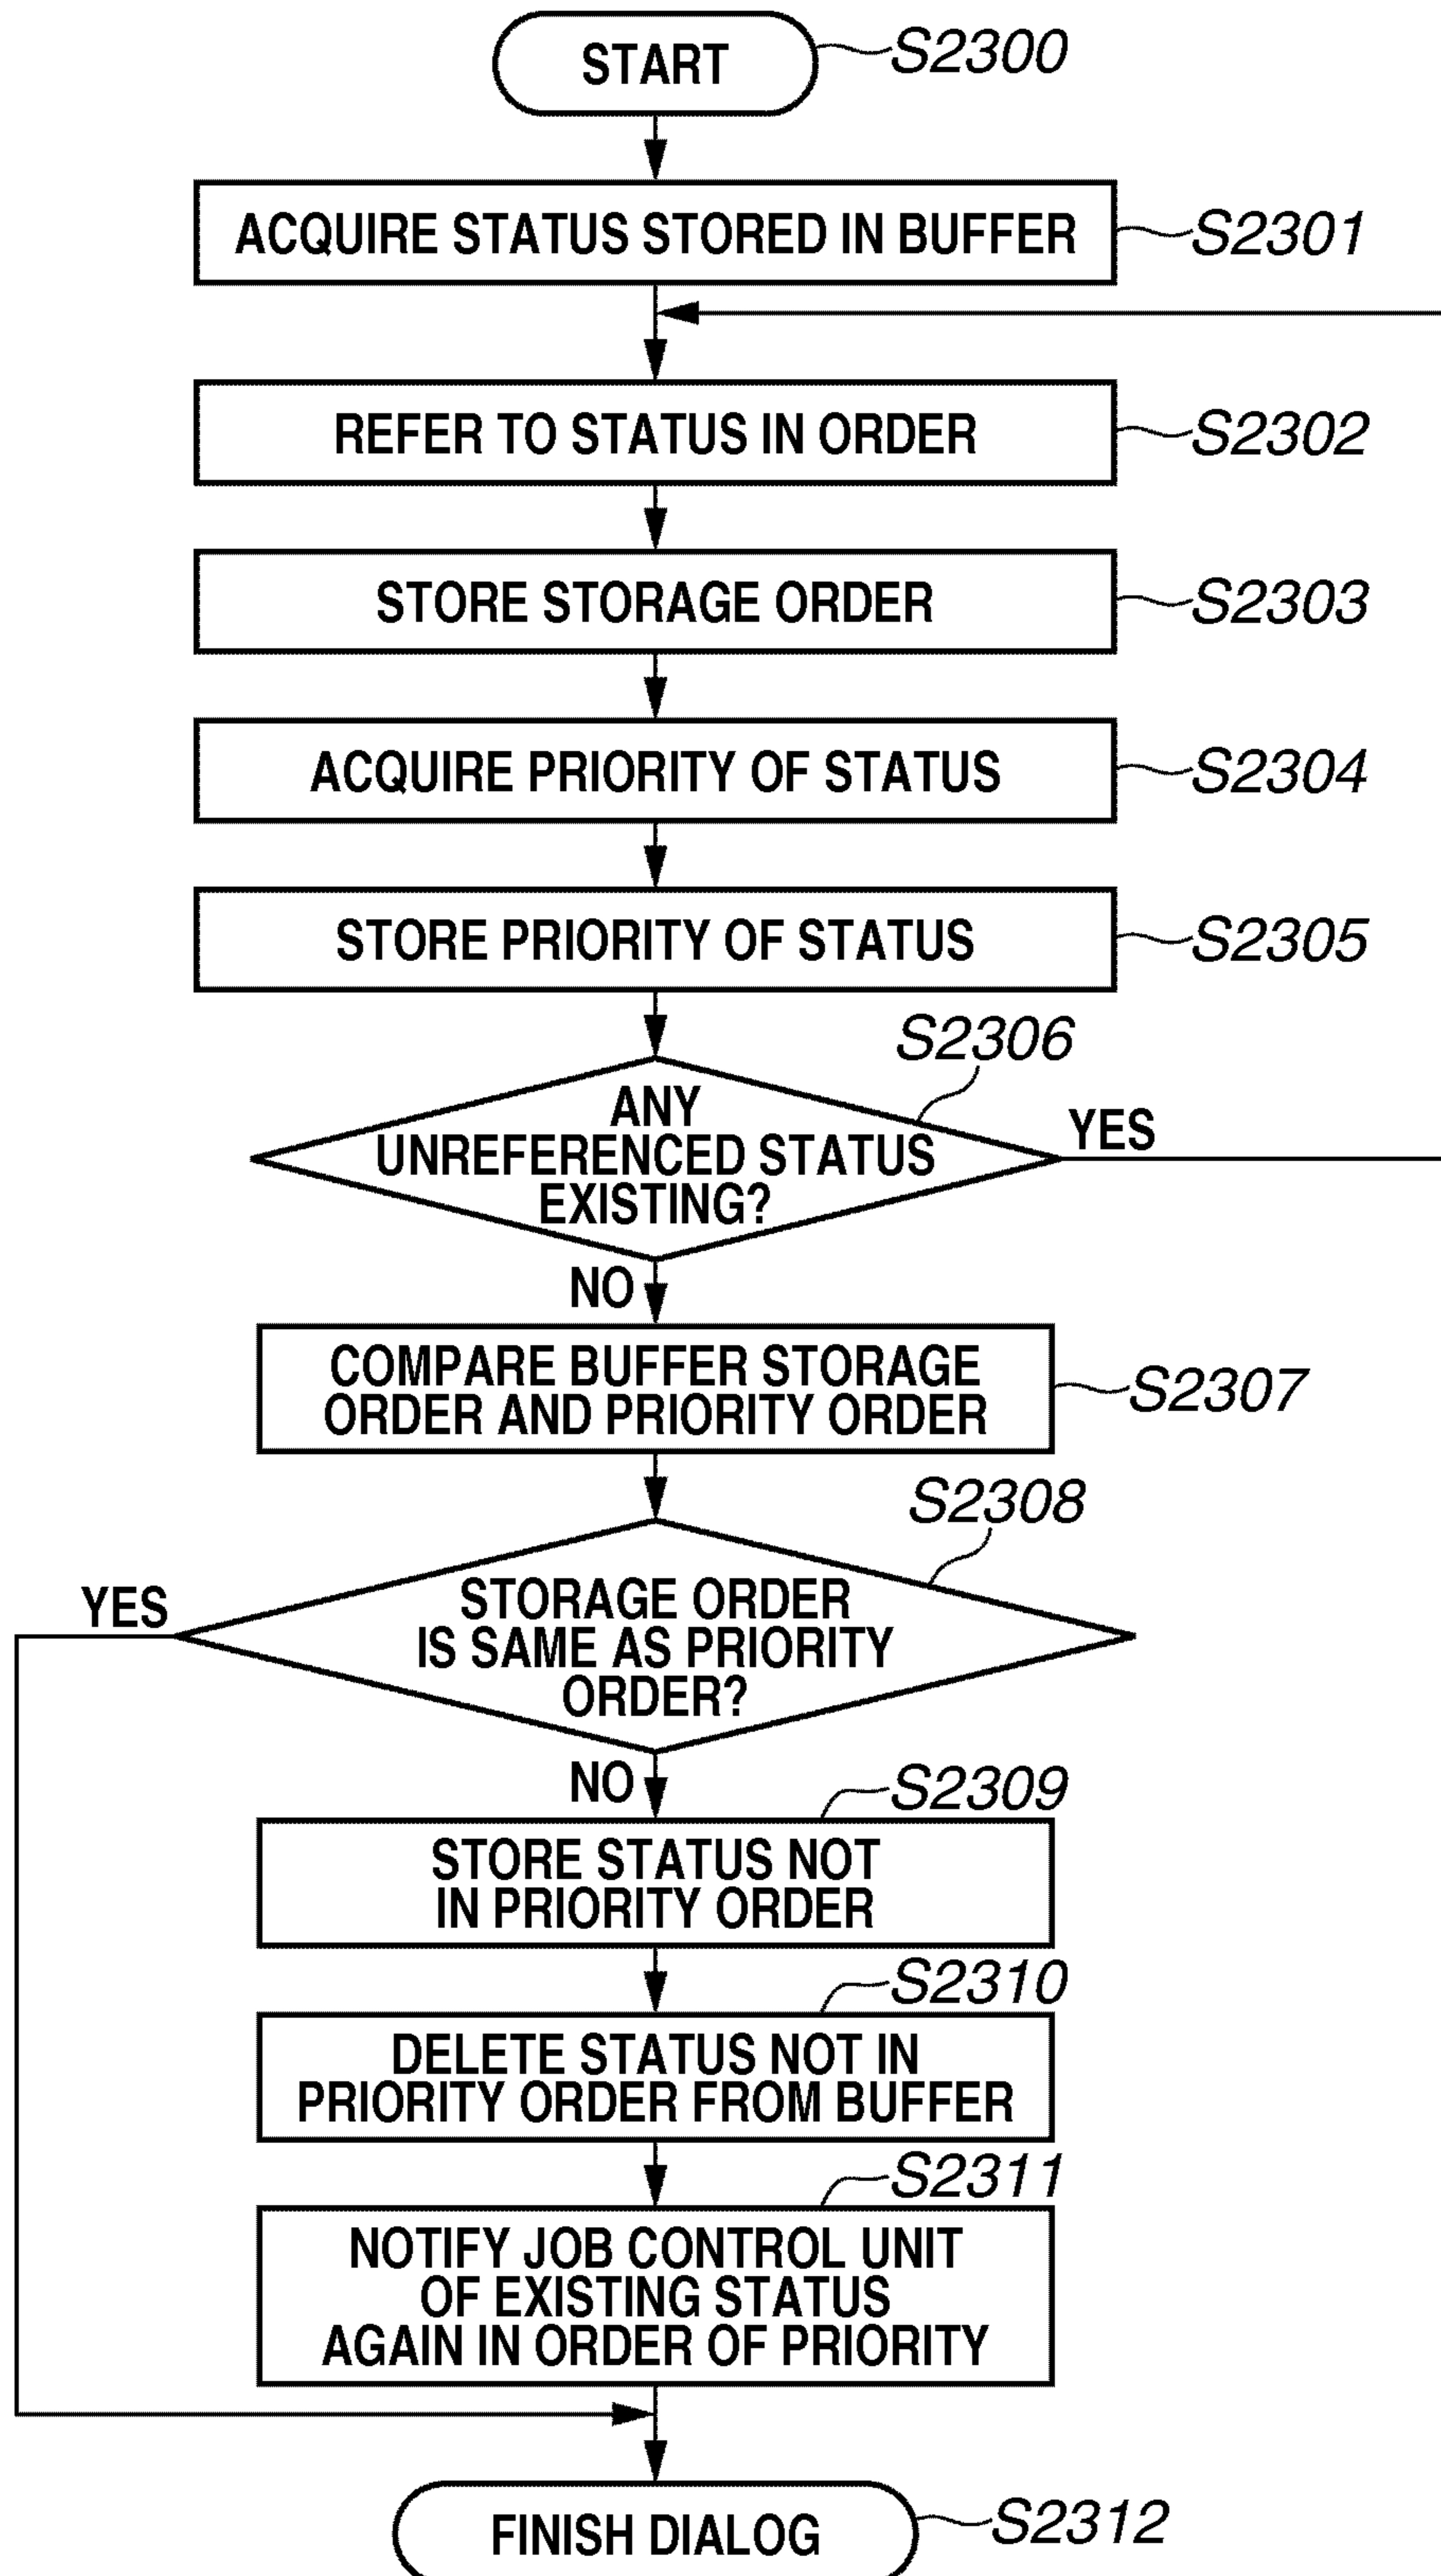 START
S2300
ACQUIRE STATUS STORED IN BUFFER
S2301
REFER TO STATUS IN ORDER
S2302
STORE STORAGE ORDER
S2303
ACQUIRE PRIORITY OF STATUS
S2304
STORE PRIORITY OF STATUS
S2305
S2306
ANY
UNREFERENCED STATUS
EXISTING?
YES
NO
COMPARE BUFFER STORAGE
ORDER AND PRIORITY ORDER
S2307
S2308
STORAGE ORDER
IS SAME AS PRIORITY
ORDER?
YES
NO
S2309
STORE STATUS NOT
IN PRIORITY ORDER
S2310
DELETE STATUS NOT IN
PRIORITY ORDER FROM BUFFER
S2311
NOTIFY JOB CONTROL UNIT
OF EXISTING STATUS
AGAIN IN ORDER OF PRIORITY
FINISH DIALOG
S2312